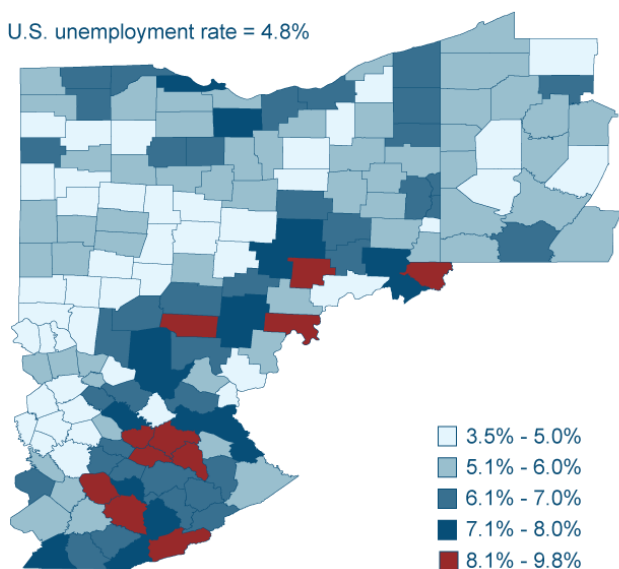 U.S. unemployment rate = 4.8%
3.5% - 5.0%
5.1% - 6.0%
6.1% - 7.0%
7.1% - 8.0%
8.1% - 9.8%